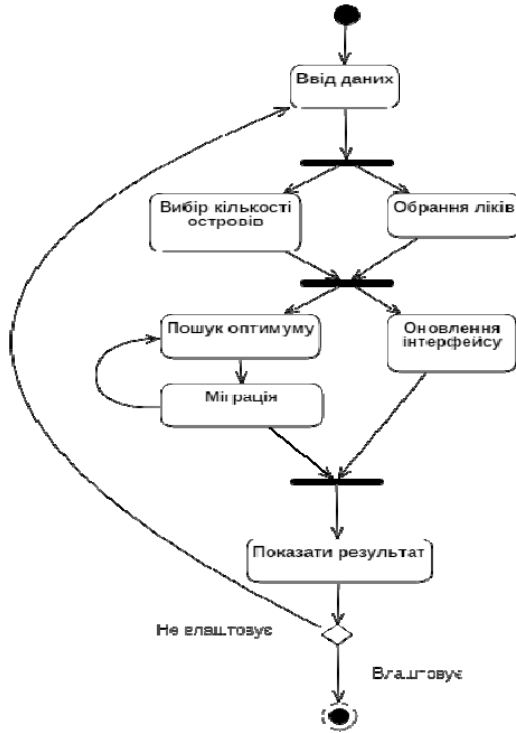 Ввід даних
Вибір кількості
островів
Обрання ліків
Пошук оптимуму
Оновлення
інтерфейсу
Міграція
Показати результат
Не влаштовує
Влаштовує